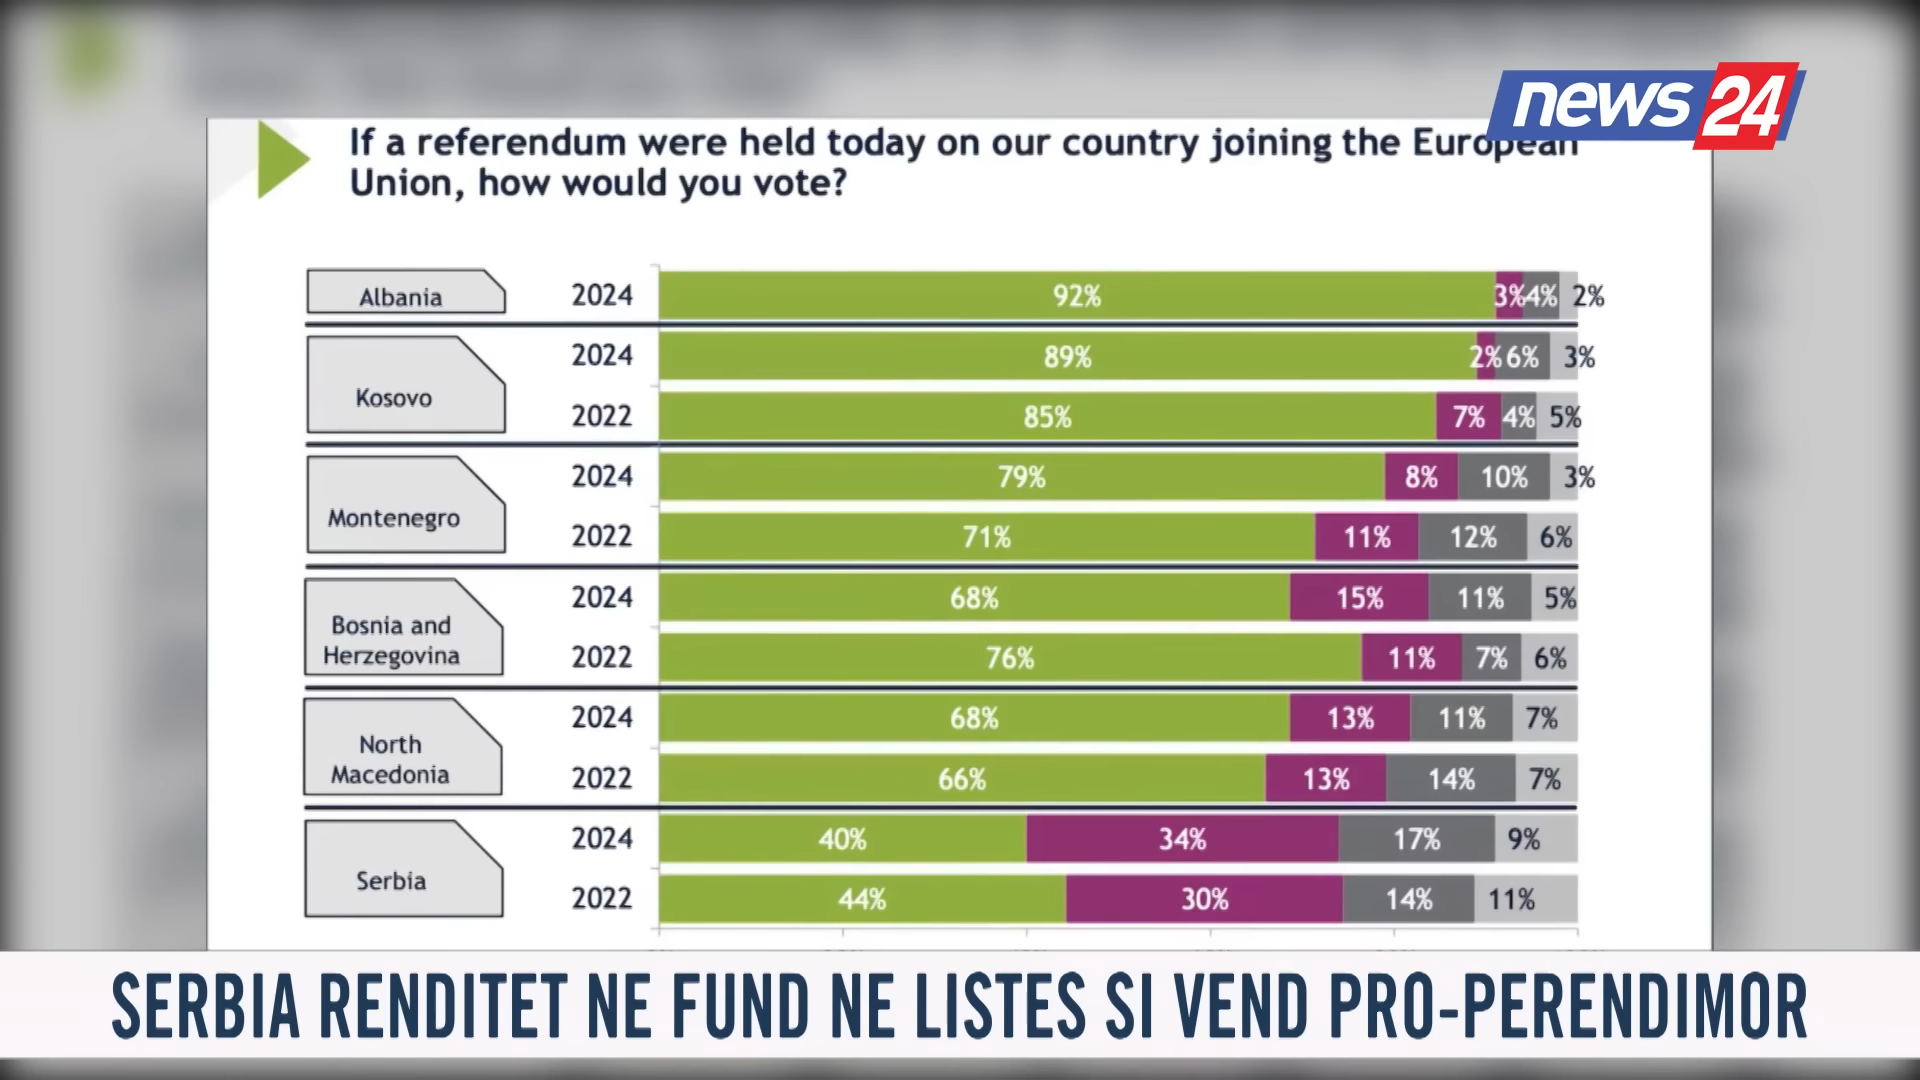 news 24
If a referendum were held today on our country joining the European
Union, how would you vote?
Albania 2024 92% 3% 4% 2%
2024 89% 2% 6% 3%
Kosovo
2022 85% 7% 4% 5%
2024 79% 8% 10% 3%
Montenegro
2022 71% 11% 12% 6%
2024 68% 15% 11% 5%
Bosnia and
Herzegovina
2022 76% 11% 7% 6%
2024 68% 13% 11% 7%
North
Macedonia
2022 66% 13% 14% 7%
2024 40% 34% 17% 9%
Serbia
2022 44% 30% 14% 11%
SERBIA RENDITET NE FUND NE LISTES SI VEND PRO-PERENDIMOR